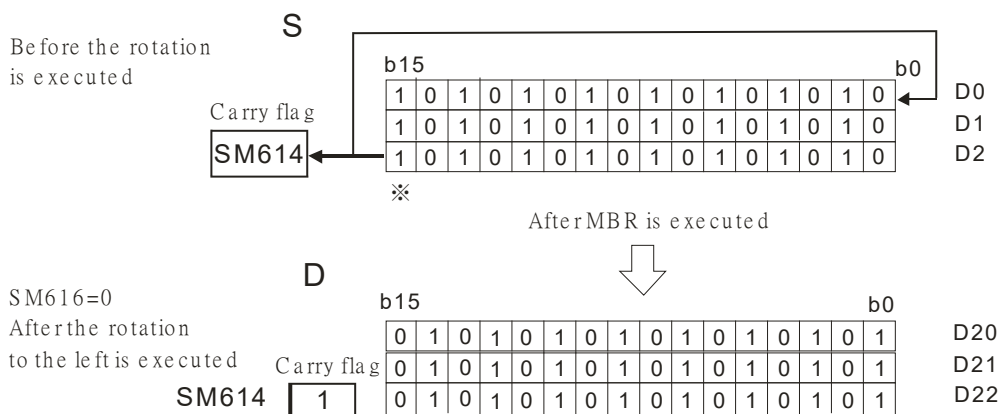 S
Before the rotation
is executed
b15 b0
1 0 1 0 1 0 1 0 1 0 1 0 1 0 1 0 D0
Carry flag
1 0 1 0 1 0 1 0 1 0 1 0 1 0 1 0 D1
SM614 1 0 1 0 1 0 1 0 1 0 1 0 1 0 1 0 D2
※
After MBR is executed
D
SM616=0 b15 b0
After the rotation 0 1 0 1 0 1 0 1 0 1 0 1 0 1 0 1 D20
to the left is executed Carry flag 0 1 0 1 0 1 0 1 0 1 0 1 0 1 0 1 D21
SM614 1 0 1 0 1 0 1 0 1 0 1 0 1 0 1 0 1 D22